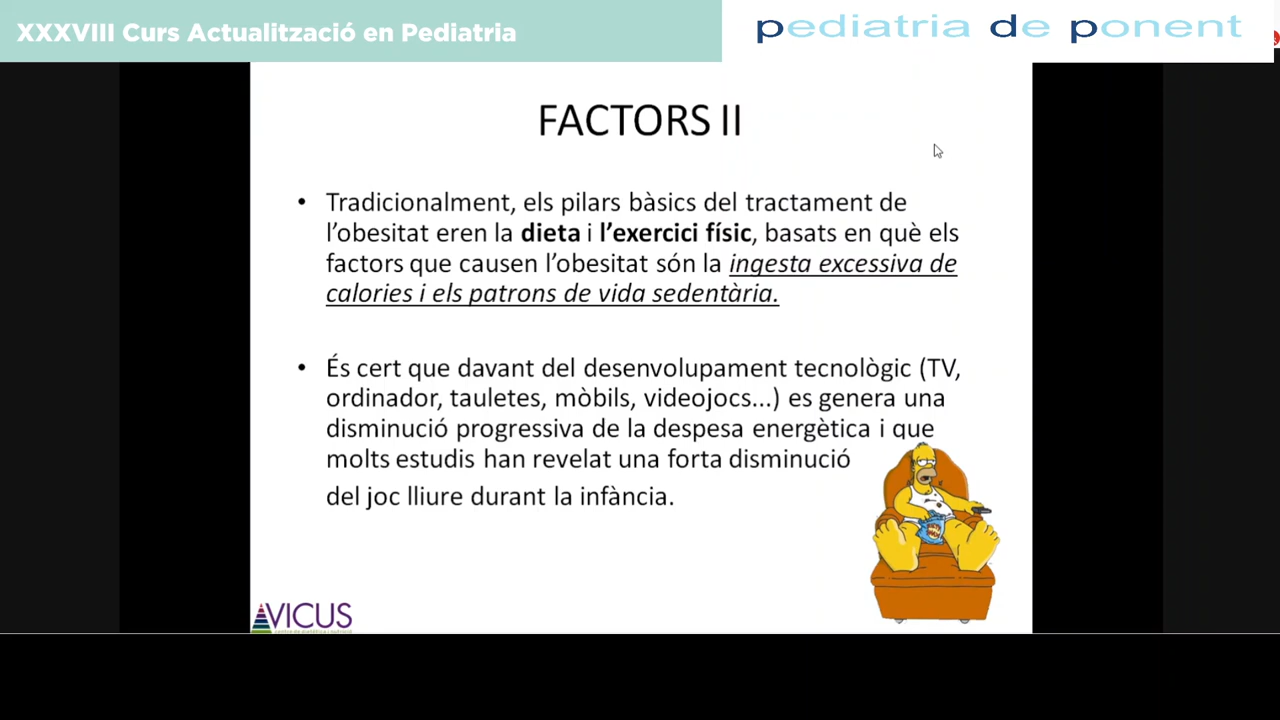 XXXVIII Curs Actualització en Pediatria
pediatria de ponent
FACTORS II
• Tradicionalment, els pilars bàsics del tractament de
l’obesitat eren la dieta i l’exercici físic, basats en què els
factors que causen l’obesitat són la ingesta excessiva de
calories i els patrons de vida sedentària.
• És cert que davant del desenvolupament tecnològic (TV,
ordinador, tauletes, mòbils, videojocs...) es genera una
disminució progressiva de la despesa energètica i que
molts estudis han revelat una forta disminució
del joc lliure durant la infància.
VICUS